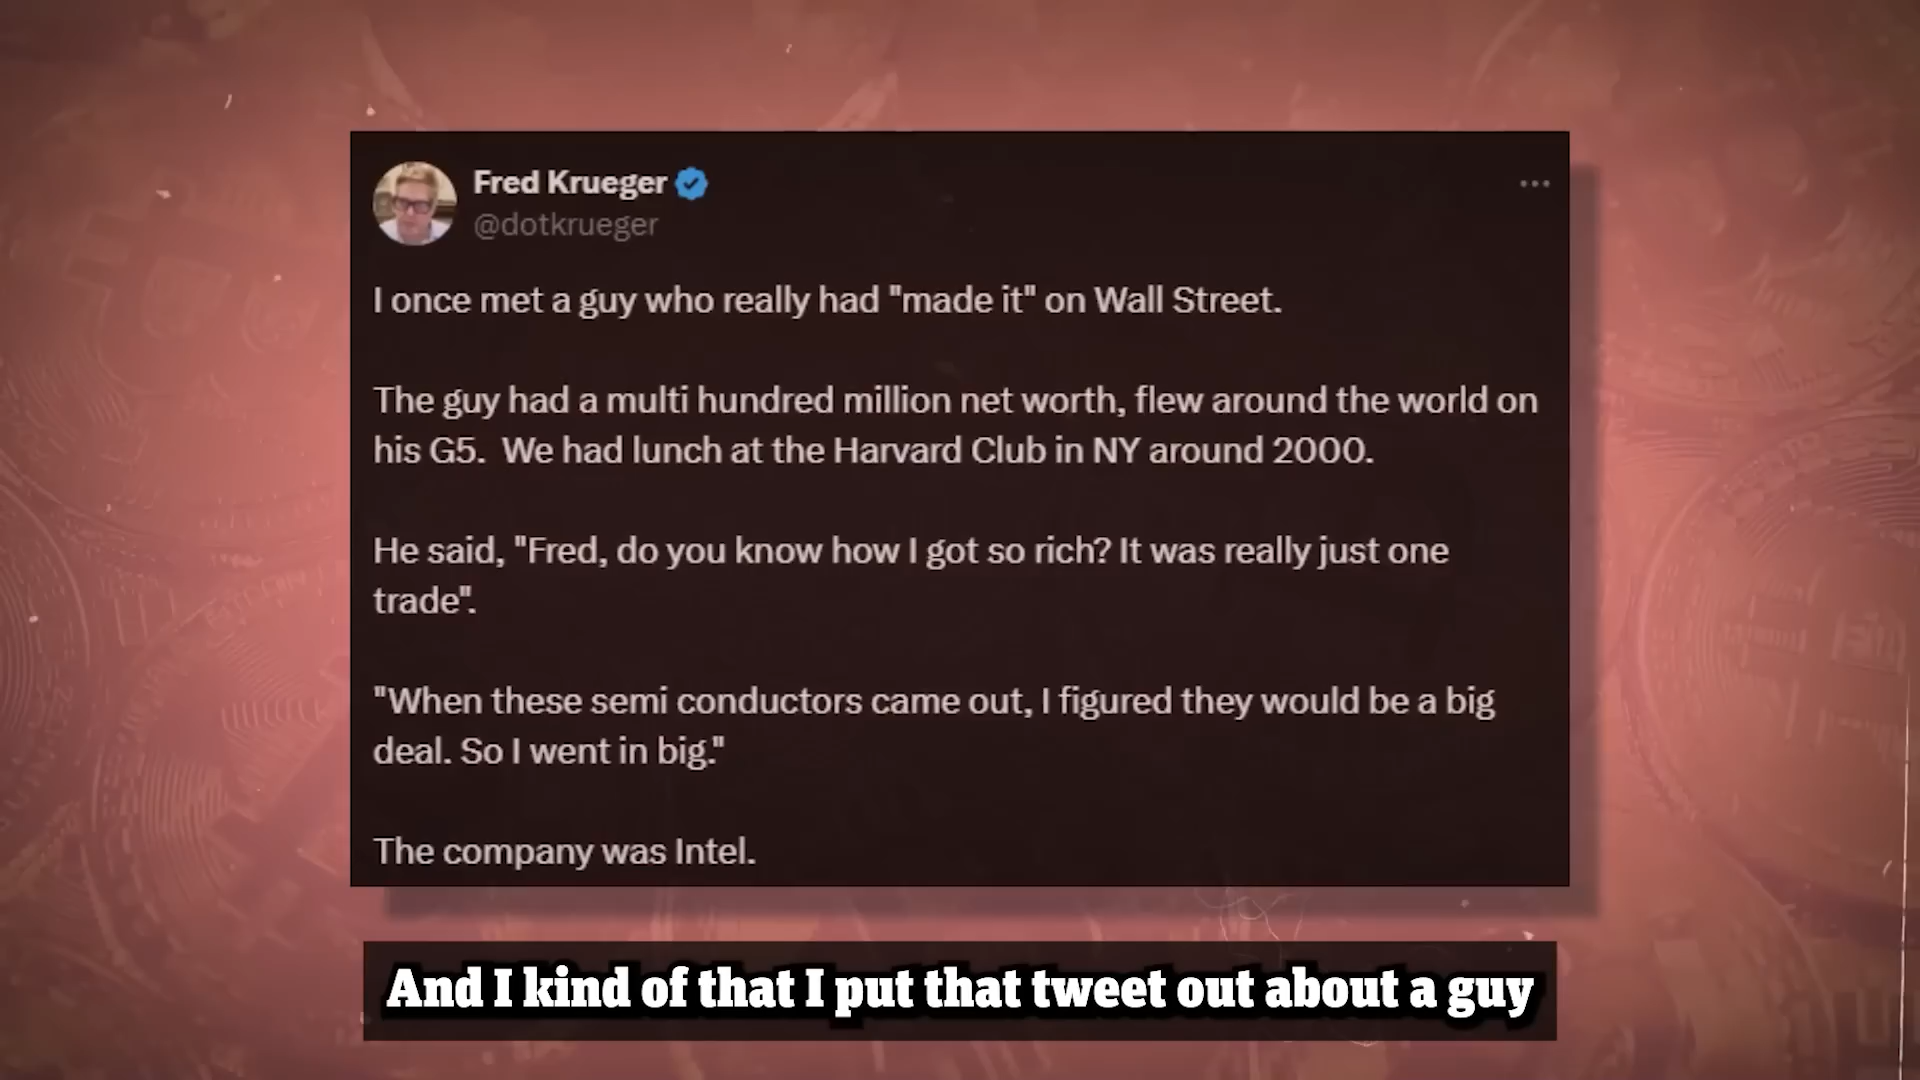 Fred Krueger
@dotkrueger
I once met a guy who really had "made it" on Wall Street.
The guy had a multi hundred million net worth, flew around the world on
his G5.  We had lunch at the Harvard Club in NY around 2000.
He said, "Fred, do you know how I got so rich? It was really just one
trade".
"When these semi conductors came out, I figured they would be a big
deal. So I went in big."
The company was Intel.
And I kind of that I put that tweet out about a guy